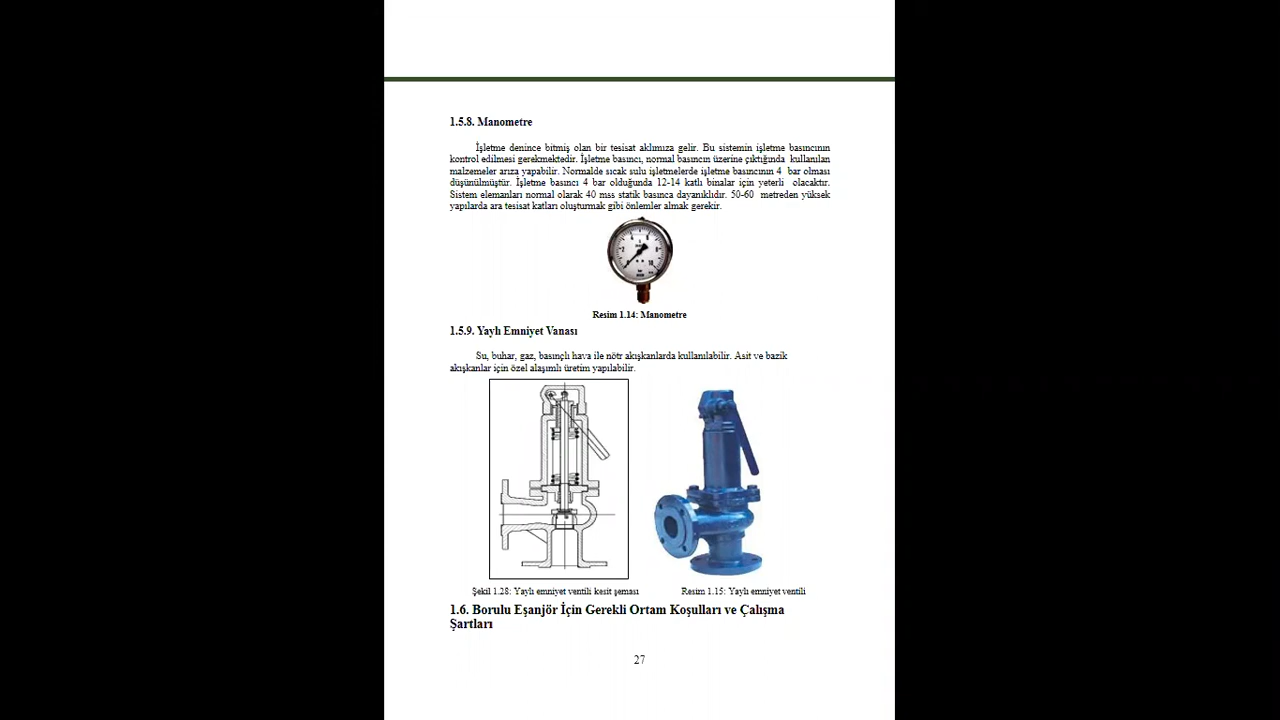 1.5.8. Manometre
İşletme denince bitmiş olan bir tesisat aklımıza gelir. Bu sistemin işletme basıncının
kontrol edilmesi gerekmektedir. İşletme basıncı, normal basıncın üzerine çıktığında kullanılan
malzemeler arıza yapabilir. Normalde sıcak sulu işletmelerde işletme basıncının 4 bar olması
düşünülmüştür. İşletme basıncı 4 bar olduğunda 12-14 katlı binalar için yeterli olacaktır.
Sistem elemanları normal olarak 40 mss statik basınca dayanıklıdır. 50-60 metreden yüksek
yapılarda ara tesisat katları oluşturmak gibi önlemler almak gerekir.
Resim 1.14: Manometre
1.5.9. Yaylı Emniyet Vanası
Su, buhar, gaz, basınçlı hava ile nötr akışkanlarda kullanılabilir. Asit ve bazik
akışkanlar için özel alaşımlı üretim yapılabilir.
Şekil 1.28: Yaylı emniyet ventili kesit şeması
Resim 1.15: Yaylı emniyet ventili
1.6. Borulu Eşanjör İçin Gerekli Ortam Koşulları ve Çalışma
Şartları
27